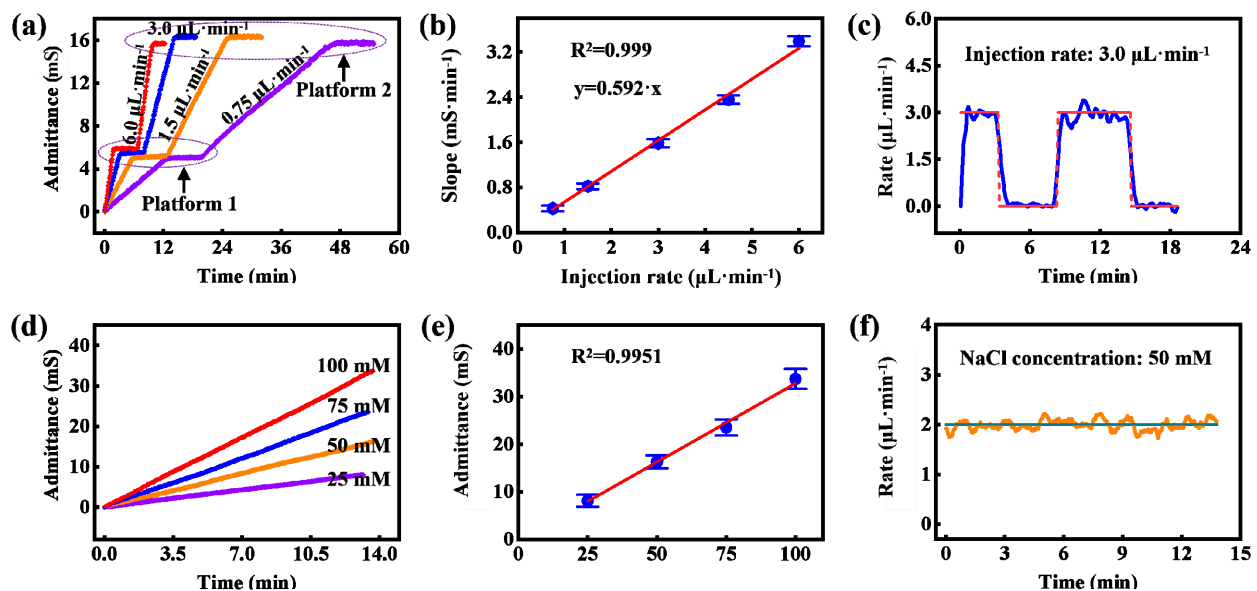 (a)
16
12
8
4
0
Admittance (mS)
3.0 μL·min⁻¹
6.0 μL·min⁻¹
1.5 μL·min⁻¹
0.75 μL·min⁻¹
Platform 2
Platform 1
0 12 24 36 48 60
Time (min)
(b)
3.2
2.4
1.6
0.8
0.0
Slope (mS·min⁻¹)
R²=0.999
y=0.592·x
0 1 2 3 4 5 6
Injection rate (μL·min⁻¹)
(c)
6.0
4.5
3.0
1.5
0.0
Rate (μL·min⁻¹)
Injection rate: 3.0 μL·min⁻¹
0 6 12 18 24
Time (min)
(d)
40
30
20
10
0
Admittance (mS)
100 mM
75 mM
50 mM
25 mM
0.0 3.5 7.0 10.5 14.0
Time (min)
(e)
40
30
20
10
0
Admittance (mS)
R²=0.9951
25 50 75 100
Time (min)
(f)
4
3
2
1
0
Rate (μL·min⁻¹)
NaCl concentration: 50 mM
0 3 6 9 12 15
Time (min)